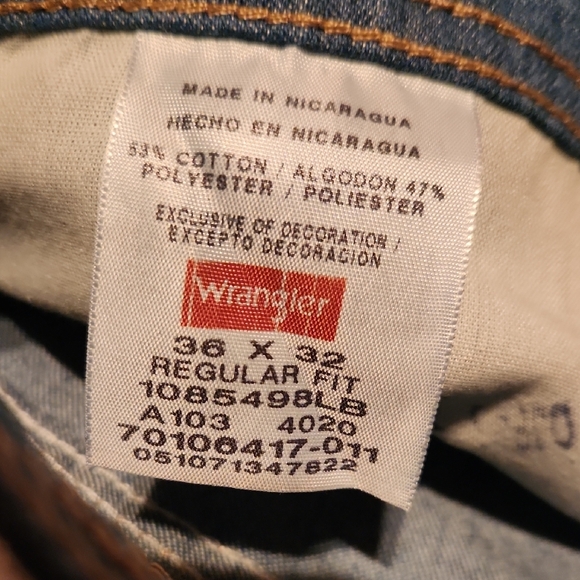 MADE IN NICARAGUA
HECHO EN NICARAGUA
53% COTTON / ALGODON 47%
POLYESTER / POLIESTER
EXCLUSIVE OF DECORATION /
EXCEPTO DECORACION
Wrangler
36 X 32
REGULAR FIT
1085498LB
A103 4020
70106417-011
051071347822